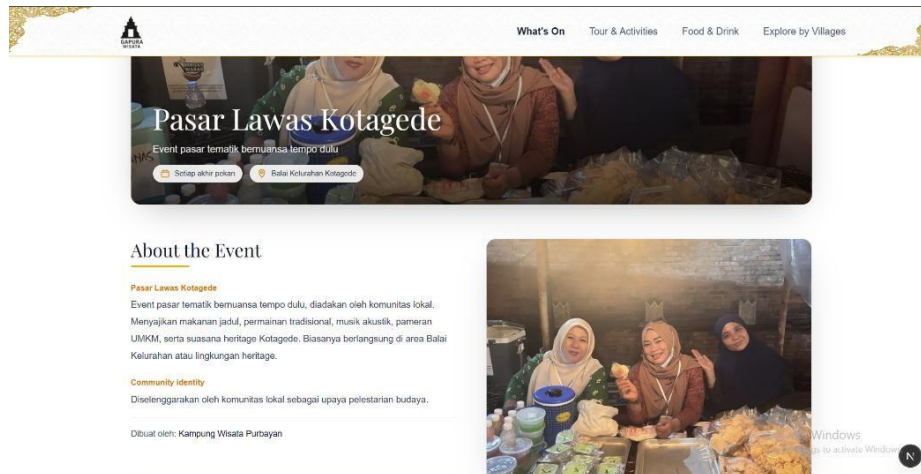 GAPURA
WISATA
What's On
Tour & Activities
Food & Drink
Explore by Villages
Pasar Lawas Kotagede
Event pasar tematik bernuansa tempo dulu
Setiap akhir pekan
Balai Kelurahan Kotagede
About the Event
Pasar Lawas Kotagede
Event pasar tematik bernuansa tempo dulu, diadakan oleh komunitas lokal.
Menyajikan makanan jadul, permainan tradisional, musik akustik, pameran
UMKM, serta suasana heritage Kotagede. Biasanya berlangsung di area Balai
Kelurahan atau lingkungan heritage.
Community identity
Diselenggarakan oleh komunitas lokal sebagai upaya pelestarian budaya.
Dibuat oleh: Kampung Wisata Purbayan
Windows
to activate Windows
N